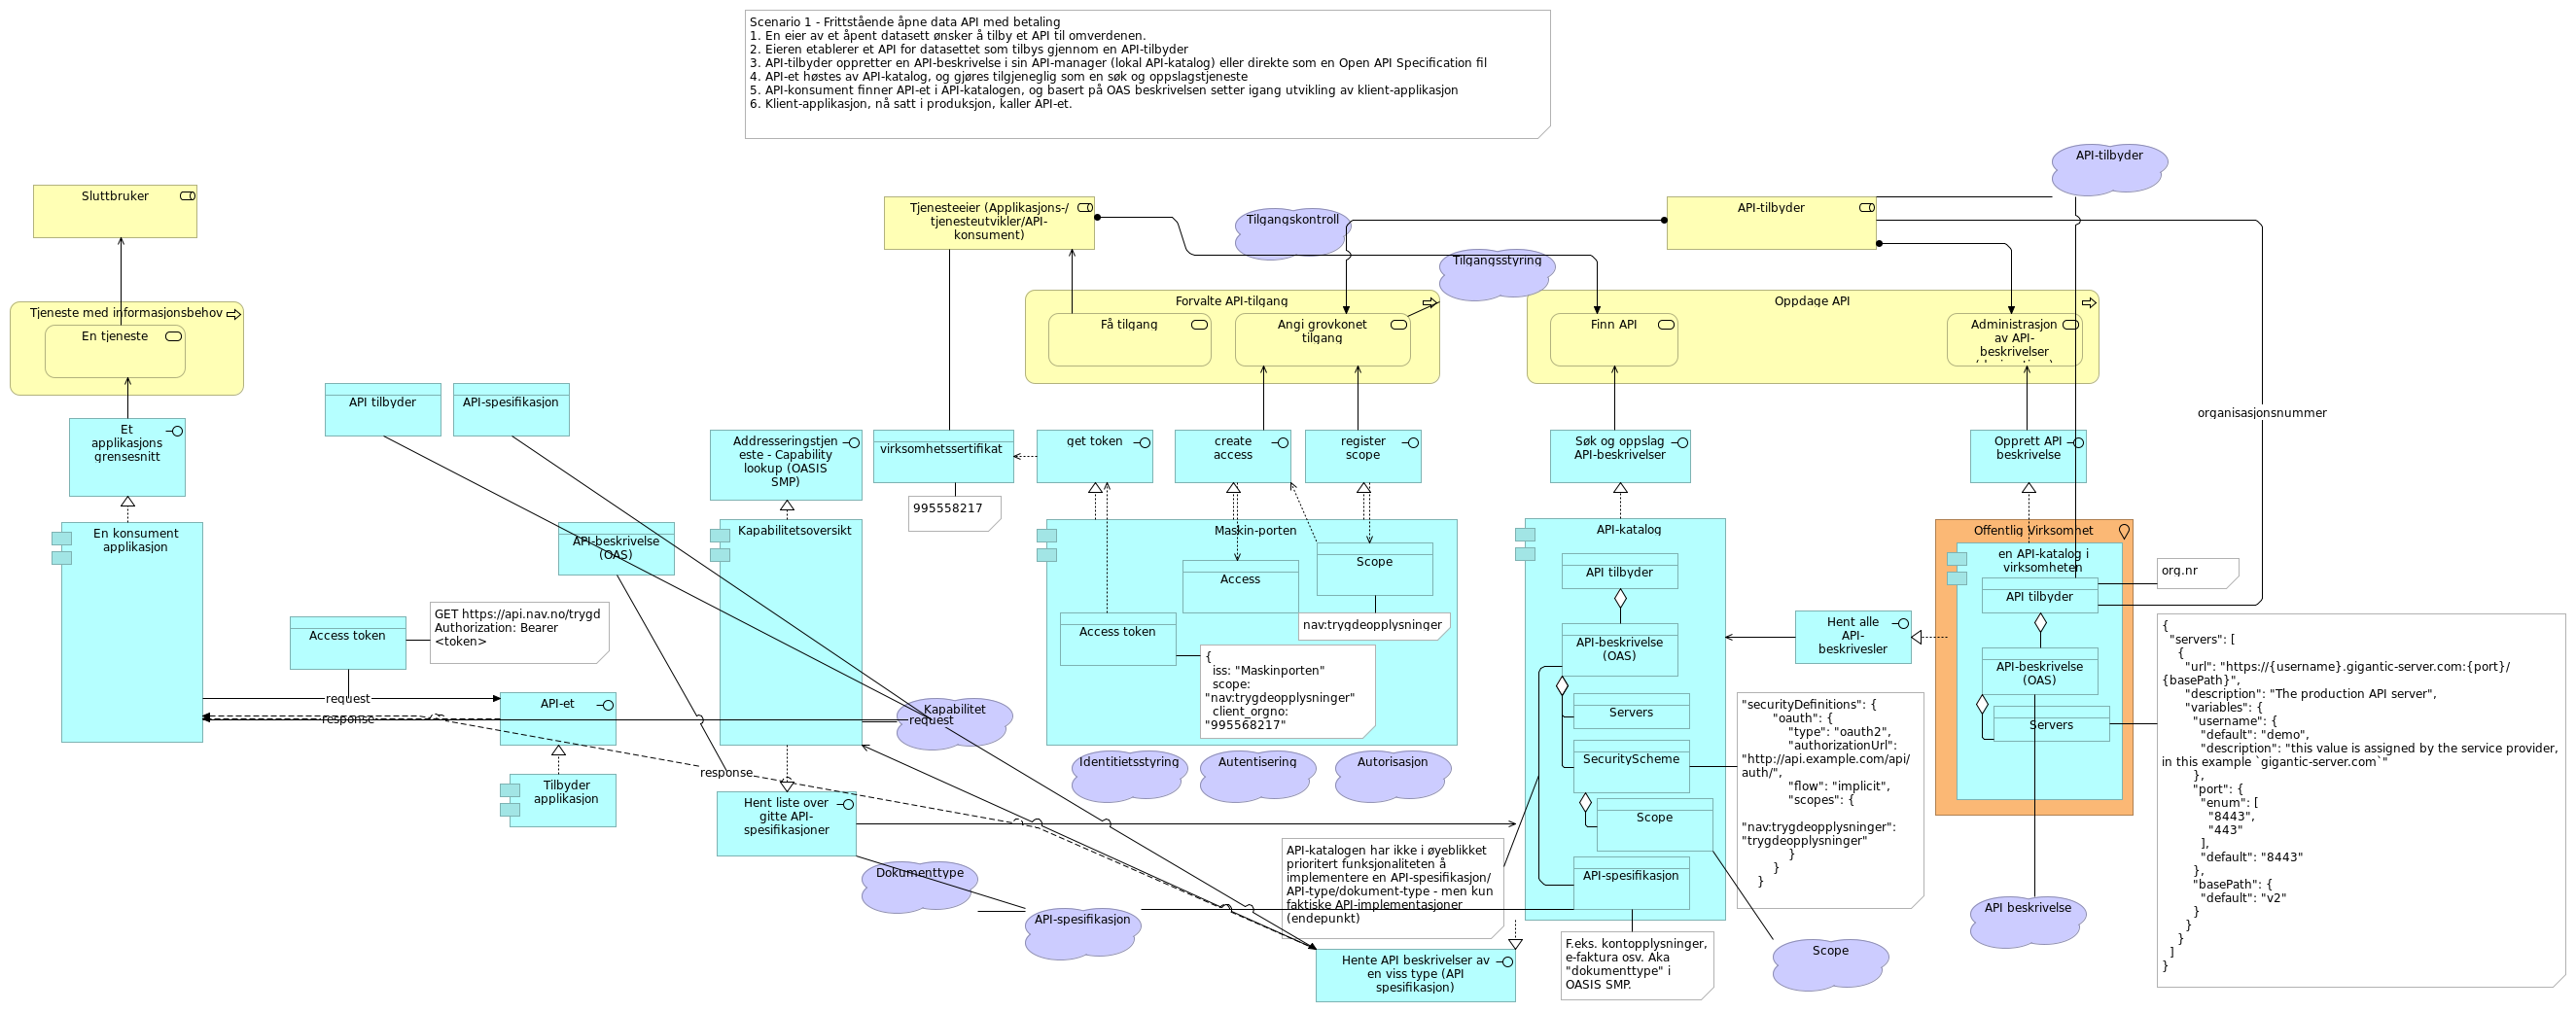 Scenario 1 - Frittstående åpne data API med betaling
1. En eier av et åpent datasett ønsker å tilby et API til omverdenen.
2. Eieren etablerer et API for datasettet som tilbys gjennom en API-tilbyder
3. API-tilbyder oppretter en API-beskrivelse i sin API-manager (lokal API-katalog) eller direkte som en Open API Specification fil
4. API-et høstes av API-katalog, og gjøres tilgjeneglig som en søk og oppslagstjeneste
5. API-konsument finner API-et i API-katalogen, og basert på OAS beskrivelsen setter igang utvikling av klient-applikasjon
6. Klient-applikasjon, nå satt i produksjon, kaller API-et.
API-tilbyder
Sluttbruker
Tjenesteeier (Applikasjons-/
tjenesteutvikler/API-
konsument)
Tilgangskontroll
API-tilbyder
Tilgangsstyring
Tjeneste med informasjonsbehov
En tjeneste
Forvalte API-tilgang
Få tilgang
Angi grovkonet
tilgang
Oppdage API
Finn API
Administrasjon
av API-
beskrivelser
organisasjonsnummer
API tilbyder
API-spesifikasjon
Et
applikasjons
grensesnitt
Addresseringstjen
este - Capability
lookup (OASIS
SMP)
virksomhetssertifikat
get token
create
access
register
scope
Søk og oppslag
API-beskrivelser
Opprett API
beskrivelse
995558217
En konsument
applikasjon
API-beskrivelse
(OAS)
Kapabilitetsoversikt
Maskin-porten
Access
Scope
Access token
nav:trygdeopplysninger
{
iss: "Maskinporten"
scope:
"nav:trygdeopplysninger"
client_orgno:
"995568217"
API-katalog
API tilbyder
API-beskrivelse
(OAS)
Servers
SecurityScheme
Scope
API-spesifikasjon
Offentlig Virksomhet
en API-katalog i
virksomheten
API tilbyder
API-beskrivelse
(OAS)
Servers
org.nr
Hent alle
API-
beskrivesler
Access token
GET https://api.nav.no/trygd
Authorization: Bearer
<token>
request
response
API-et
Tilbyder
applikasjon
Kapabilitet
request
response
Identitietsstyring
Autentisering
Autorisasjon
Hent liste over
gitte API-
spesifikasjoner
Dokumenttype
API-spesifikasjon
API-katalogen har ikke i øyeblikket
prioritert funksjonaliteten å
implementere en API-spesifikasjon/
API-type/dokument-type - men kun
faktiske API-implementasjoner
(endepunkt)
Hente API beskrivelser av
en viss type (API
spesifikasjon)
F.eks. kontopplysninger,
e-faktura osv. Aka
"dokumenttype" i
OASIS SMP.
"securityDefinitions": {
"oauth": {
"type": "oauth2",
"authorizationUrl":
"http://api.example.com/api/
auth/",
"flow": "implicit",
"scopes": {
"nav:trygdeopplysninger":
"trygdeopplysninger"
}
}
}
Scope
API beskrivelse
{
"servers": [
{
"url": "https://{username}.gigantic-server.com:{port}/
{basePath}",
"description": "The production API server",
"variables": {
"username": {
"default": "demo",
"description": "this value is assigned by the service provider,
in this example `gigantic-server.com`"
},
"port": {
"enum": [
"8443",
"443"
],
"default": "8443"
},
"basePath": {
"default": "v2"
}
}
}
]
}